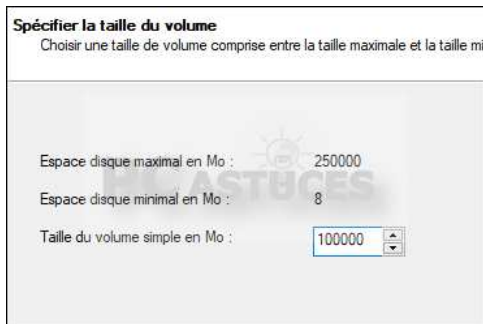 Spécifier la taille du volume
Choisir une taille de volume comprise entre la taille maximale et la taille mi
Espace disque maximal en Mo : 250000
PC ASTUCES
Espace disque minimal en Mo : 8
Taille du volume simple en Mo : 100000